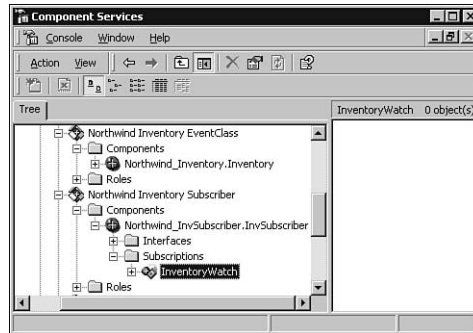 Component Services
Console Window Help
Action View
Tree
InventoryWatch 0 object(s)
Northwind Inventory EventClass
Components
Northwind_Inventory.Inventory
Roles
Northwind Inventory Subscriber
Components
Northwind_InvSubscriber.InvSubscriber
Interfaces
Subscriptions
InventoryWatch
Roles